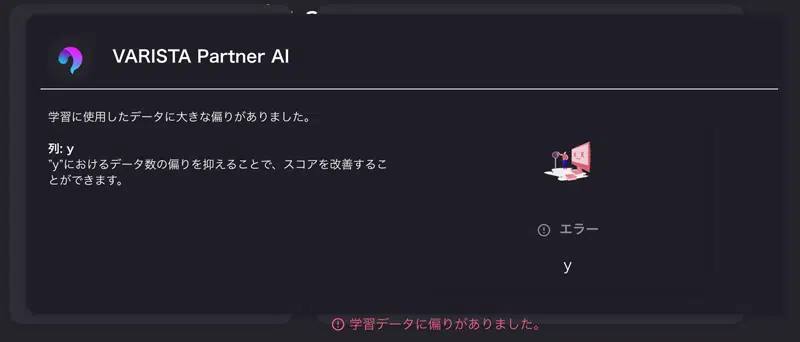 VARISTA Partner AI
学習に使用したデータに大きな偏りがありました。
列: y
"y"におけるデータ数の偏りを抑えることで、スコアを改善するこ
とができます。
エラー
y
学習データに偏りがありました。